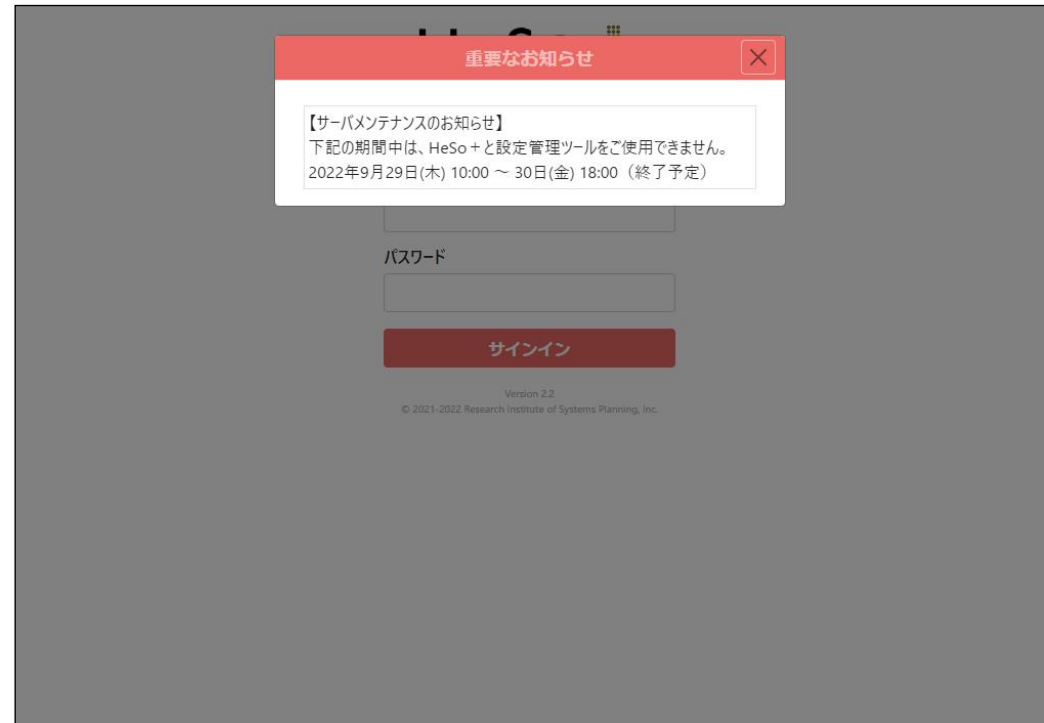 重要なお知らせ
【サーバメンテナンスのお知らせ】
下記の期間中は、HeSo+と設定管理ツールをご使用できません。
2022年9月29日(木) 10:00 ～ 30日(金) 18:00（終了予定）
パスワード
サインイン
Version 2.2
© 2021-2022 Research Institute of Systems Planning, Inc.